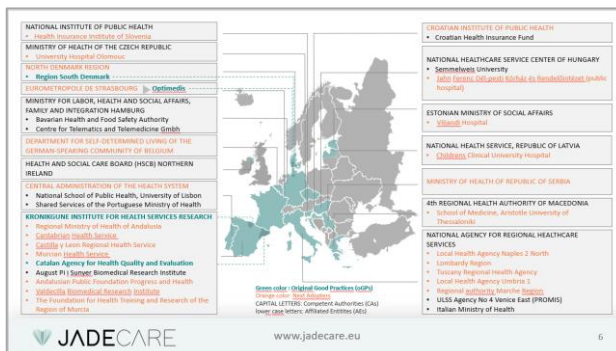 NATIONAL INSTITUTE OF PUBLIC HEALTH
• Health Insurance Institute of Slovenia
MINISTRY OF HEALTH OF THE CZECH REPUBLIC
• University Hospital Olomouc
NORTH DENMARK REGION
• Region South Denmark
EUROMETROPOLE DE STRASBOURG Optimedis
MINISTRY FOR LABOR, HEALTH AND SOCIAL AFFAIRS,
FAMILY AND INTEGRATION HAMBURG
• Bavarian Health and Food Safety Authority
• Centre for Telematics and Telemedicine Gmbh
DEPARTMENT FOR SELF-DETERMINED LIVING OF THE
GERMAN-SPEAKING COMMUNITY OF BELGIUM
HEALTH AND SOCIAL CARE BOARD (HSCB) NORTHERN
IRELAND
CENTRAL ADMINISTRATION OF THE HEALTH SYSTEM
• National School of Public Health, University of Lisbon
• Shared Services of the Portuguese Ministry of Health
KRONINGUNE INSTITUTE FOR HEALTH SERVICES RESEARCH
• Regional Ministry of Health of Andalusia
• Cantabrian Health Service
• Castilla y Leon Regional Health Service
• Murcian Health Service
• Catalan Agency for Health Quality and Evaluation
• August Pi i Sunyer Biomedical Research Institute
• Andalusian Public Foundation Progress and Health
• Valdecilla Biomedical Research Institute
• The Foundation for Health Training and Research of the
Region of Murcia
CROATIAN INSTITUTE OF PUBLIC HEALTH
• Croatian Health Insurance Fund
NATIONAL HEALTHCARE SERVICE CENTER OF HUNGARY
• Semmelweis University
• Jahn Ferenc Dél-pesti Kórház és Rendelőintézet (public
hospital)
ESTONIAN MINISTRY OF SOCIAL AFFAIRS
• Viljandi Hospital
NATIONAL HEALTH SERVICE, REPUBLIC OF LATVIA
• Childrens Clinical University Hospital
MINISTRY OF HEALTH OF REPUBLIC OF SERBIA
4th REGIONAL HEALTH AUTHORITY OF MACEDONIA
• School of Medicine, Aristotle University of
Thessaloniki
NATIONAL AGENCY FOR REGIONAL HEALTHCARE
SERVICES
• Local Health Agency Naples 2 North
• Lombardy Region
• Tuscany Regional Health Agency
• Local Health Agency Umbria 1
• Regional authority Marche Region
• ULSS Agency No 4 Venice East (PROMIS)
• Italian Ministry of Health
Green color: Original Good Practices (oGPs)
Orange color: Next Adopters
CAPITAL LETTERS: Competent Authorities (CAs)
lower case letters: Affiliated Entitites (AEs)
JADECARE
www.jadecare.eu
6